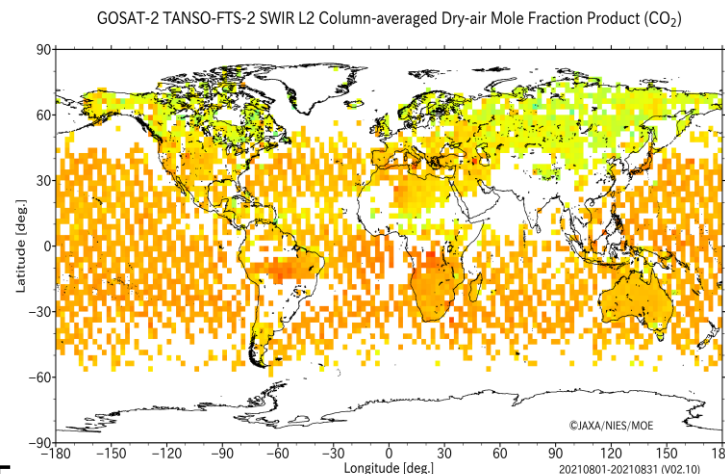 GOSAT-2 TANSO-FTS-2 SWIR L2 Column-averaged Dry-air Mole Fraction Product (CO₂)
90
60
30
0
−30
−60
−90
Latitude [deg.]
©JAXA/NIES/MOE
−180 −150 −120 −90 −60 −30 0 30 60 90 120 150
Longitude [deg.]
20210801-20210831 (V02.10)